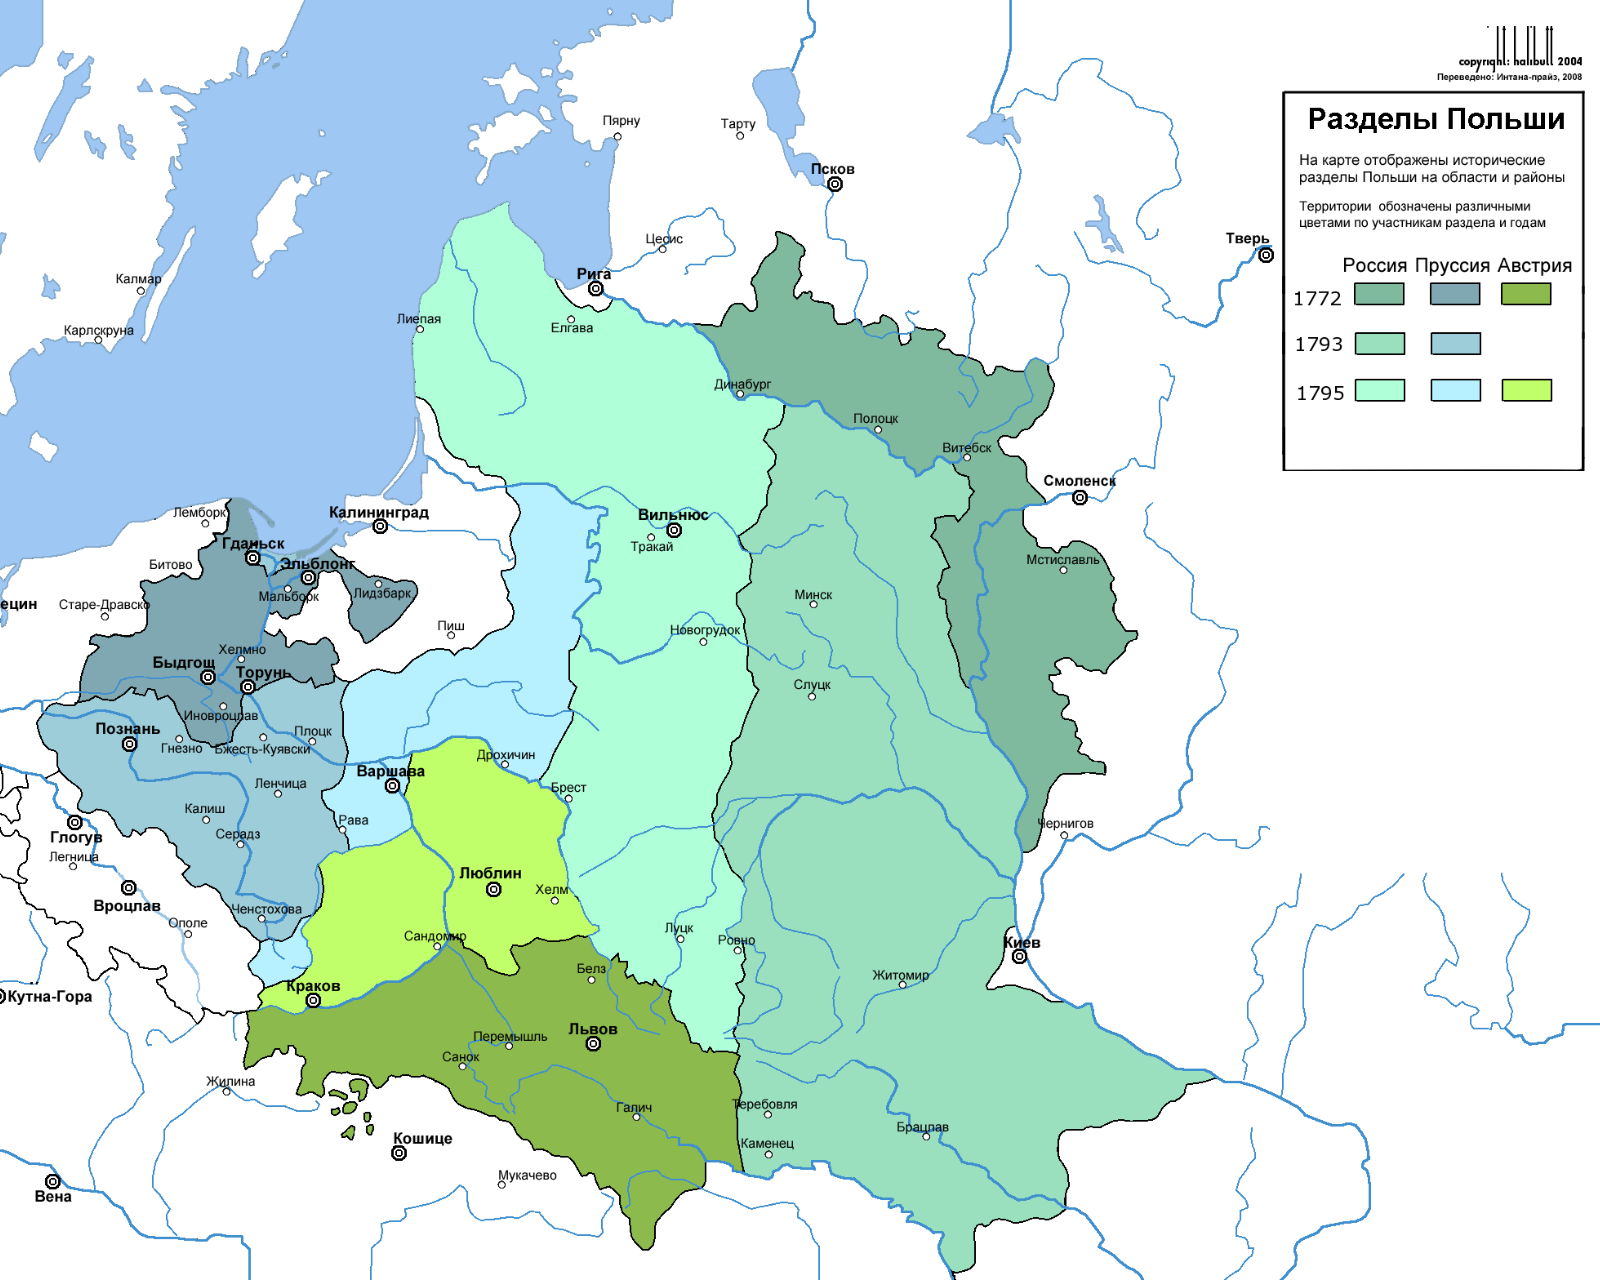 copyright: halibutt 2004
Переведено: Интана-прайз, 2008
Разделы Польши
На карте отображены исторические
разделы Польши на области и районы
Территории обозначены различными
цветами по участникам раздела и годам
Россия Пруссия Австрия
1772
1793
1795
Пярну
Тарту
Псков
Цесис
Тверь
Калмар
Рига
Лиепая
Елгава
Карлскруна
Динабург
Полоцк
Витебск
Смоленск
Лемборк
Калининград
Вильнюс
Гданьск
Тракай
Битово
Эльблонг
Мстиславль
Мальборк
Лидзбарк
ецин
Старе-Дравско
Минск
Пиш
Новогрудок
Хелмно
Быдгощ
Торунь
Слуцк
Иновроцлав
Познань
Плоцк
Гнезно
Бжесть-Куявски
Дрохичин
Варшава
Ленчица
Брест
Калиш
Рава
Чернигов
Глогув
Серадз
Легница
Люблин
Хелм
Вроцлав
Ченстохова
Ополе
Луцк
Сандомир
Ровно
Киев
Белз
Житомир
Краков
Кутна-Гора
Львов
Перемышль
Санок
Жилина
Галич
Теребовля
Брацлав
Кошице
Каменец
Мукачево
Вена